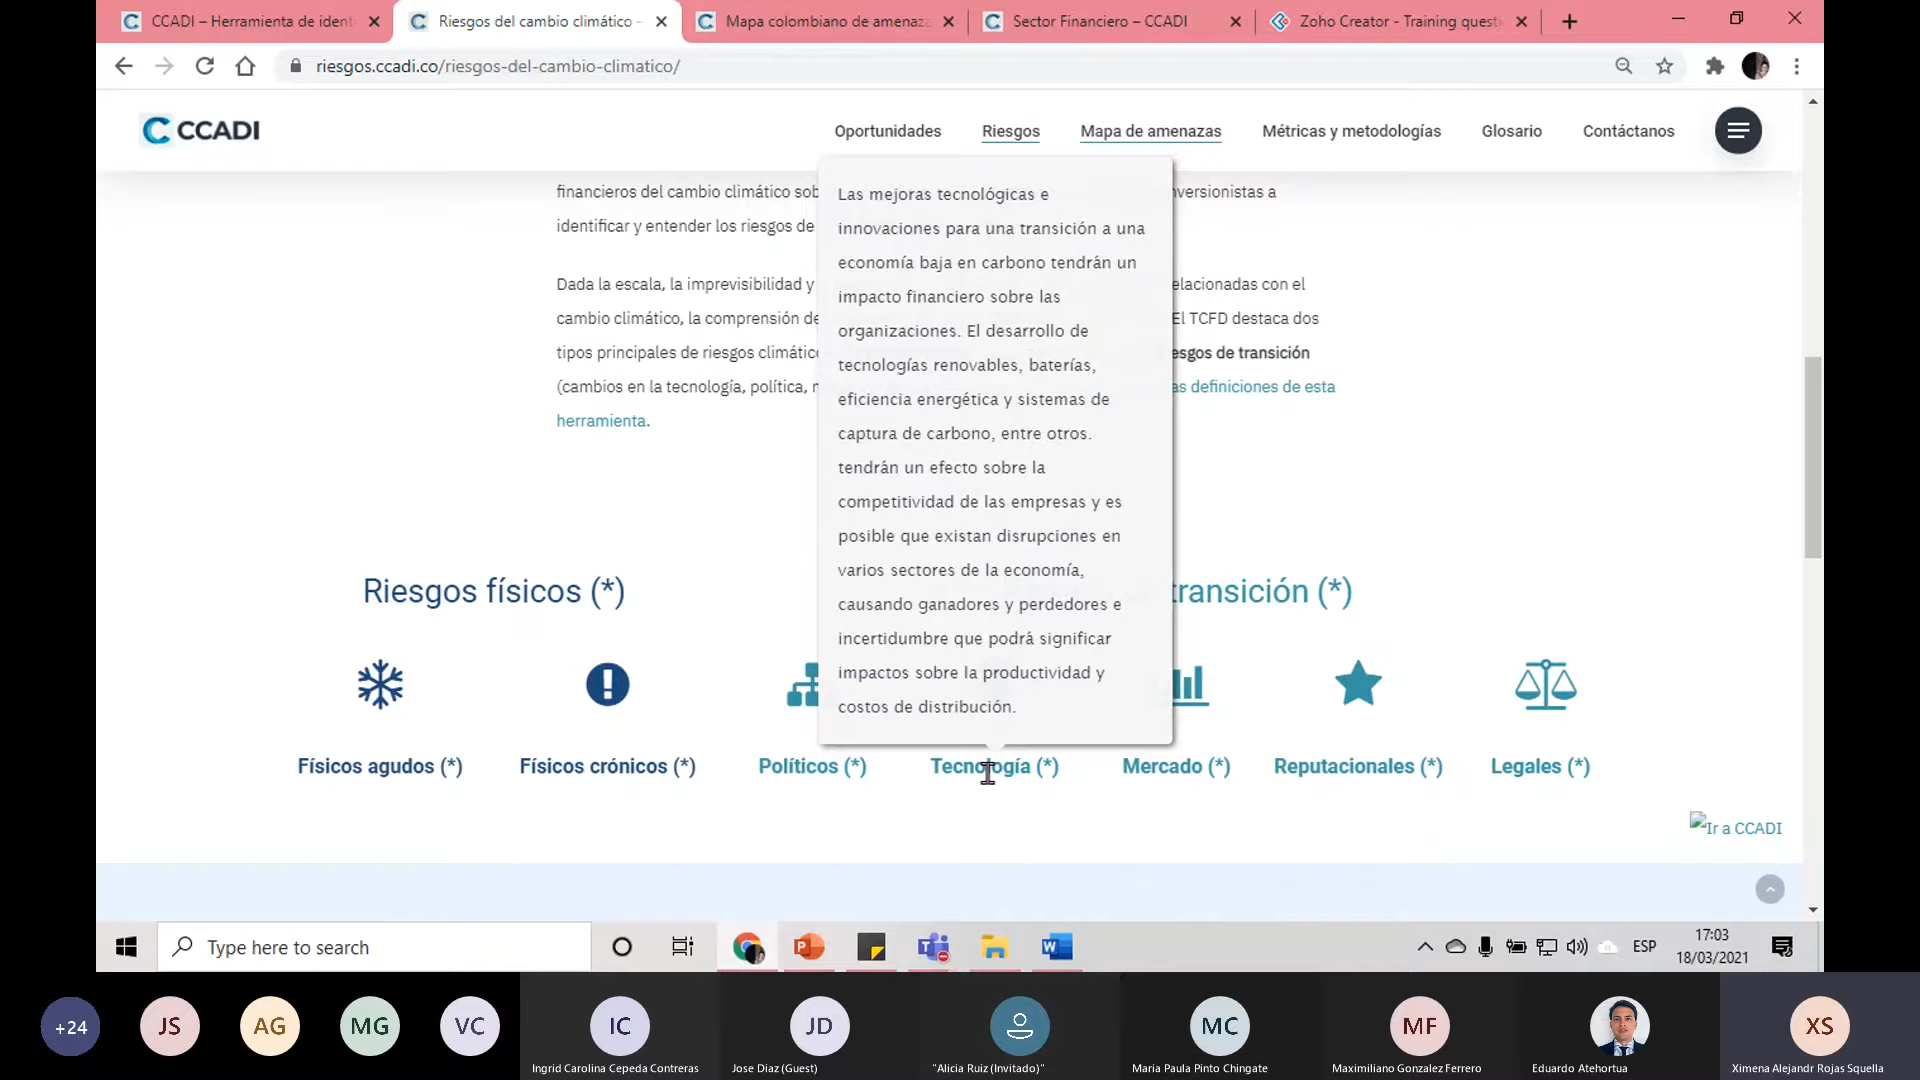 CCADI – Herramienta de ident
Riesgos del cambio climático –
Mapa colombiano de amenaza
Sector Financiero – CCADI
Zoho Creator - Training quest
riesgos.ccadi.co/riesgos-del-cambio-climatico/
CCADI
Oportunidades
Riesgos
Mapa de amenazas
Métricas y metodologías
Glosario
Contáctanos
financieros del cambio climático sob
versionistas a
identificar y entender los riesgos de
Dada la escala, la imprevisibilidad y
elacionadas con el
cambio climático, la comprensión de
El TCFD destaca dos
tipos principales de riesgos climátic
esgos de transición
(cambios en la tecnología, política,
as definiciones de esta
herramienta.
Las mejoras tecnológicas e
innovaciones para una transición a una
economía baja en carbono tendrán un
impacto financiero sobre las
organizaciones. El desarrollo de
tecnologías renovables, baterías,
eficiencia energética y sistemas de
captura de carbono, entre otros.
tendrán un efecto sobre la
competitividad de las empresas y es
posible que existan disrupciones en
varios sectores de la economía,
causando ganadores y perdedores e
incertidumbre que podrá significar
impactos sobre la productividad y
costos de distribución.
Riesgos físicos (*)
transición (*)
Físicos agudos (*)
Físicos crónicos (*)
Políticos (*)
Tecnología (*)
Mercado (*)
Reputacionales (*)
Legales (*)
Ir a CCADI
Type here to search
ESP
17:03
18/03/2021
+24
JS
AG
MG
VC
IC
JD
MC
MF
XS
Ingrid Carolina Cepeda Contreras
Jose Diaz (Guest)
"Alicia Ruiz (Invitado)"
Maria Paula Pinto Chingate
Maximiliano Gonzalez Ferrero
Eduardo Atehortua
Ximena Alejandr Rojas Squella